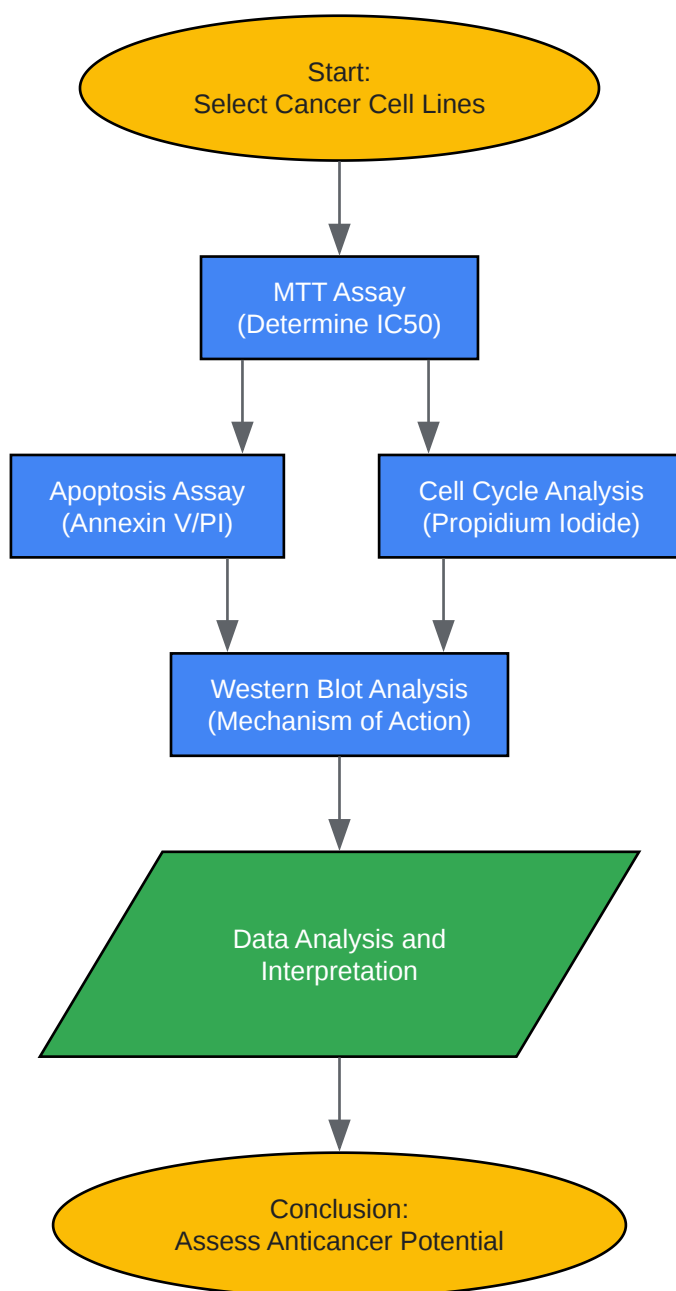 Start:
Select Cancer Cell Lines
MTT Assay
(Determine IC50)
Apoptosis Assay
(Annexin V/PI)
Cell Cycle Analysis
(Propidium Iodide)
Western Blot Analysis
(Mechanism of Action)
Data Analysis and
Interpretation
Conclusion:
Assess Anticancer Potential